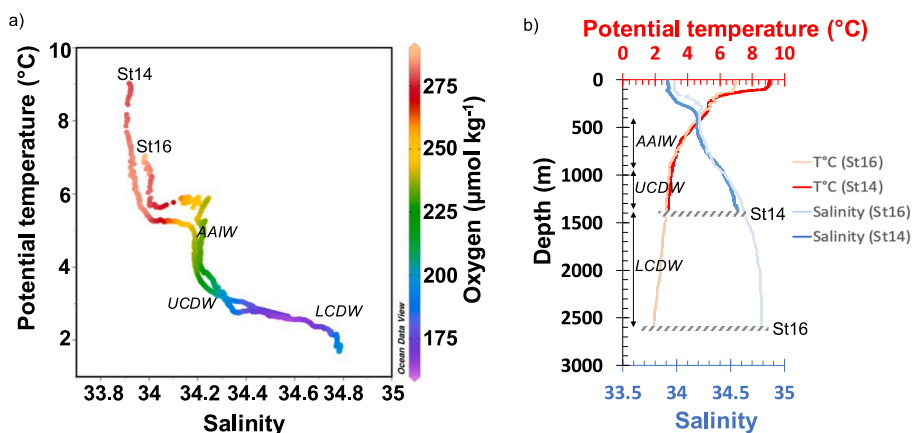 a)
Potential temperature (°C)
10
8
6
4
2
St14
St16
AAIW
UCDW
LCDW
33.8 34 34.2 34.4 34.6 34.8 35
Salinity
Ocean Data View
275
250
225
200
175
Oxygen (µmol kg⁻¹)
b)
Potential temperature (°C)
0 2 4 6 8 10
Depth (m)
0
500
1000
1500
2000
2500
3000
AAIW
UCDW
LCDW
St14
St16
33.5 34 34.5 35
Salinity
T°C (St16)
T°C (St14)
Salinity (St16)
Salinity (St14)